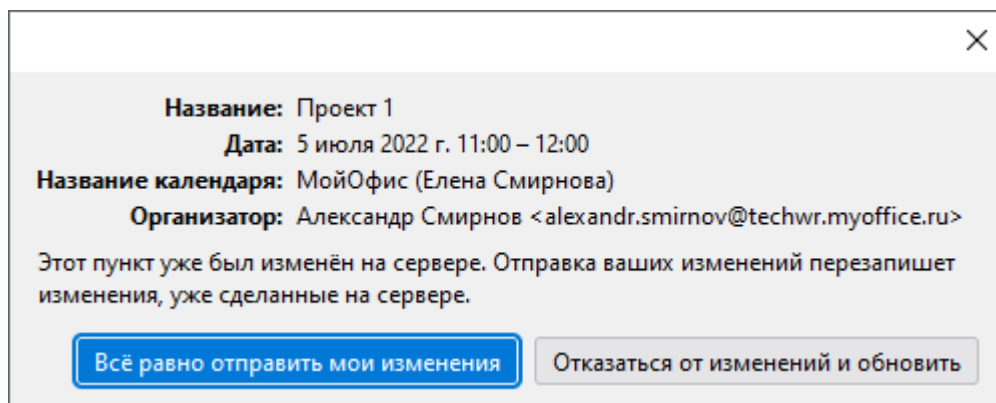 Название: Проект 1
Дата: 5 июля 2022 г. 11:00 – 12:00
Название календаря: МойОфис (Елена Смирнова)
Организатор: Александр Смирнов <alexandr.smirnov@techwr.myoffice.ru>
Этот пункт уже был изменён на сервере. Отправка ваших изменений перезапишет
изменения, уже сделанные на сервере.
Всё равно отправить мои изменения Отказаться от изменений и обновить